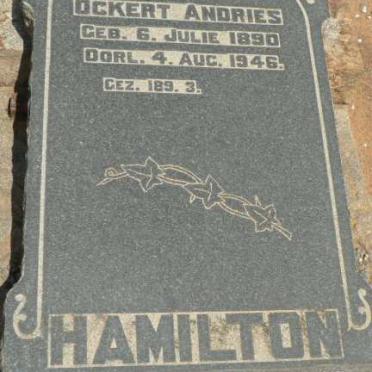 OCKERT ANDRIES
GEB. 6. JULIE 1890
OORL. 4. AUG. 1946.
GEZ. 189. 3.
HAMILTON